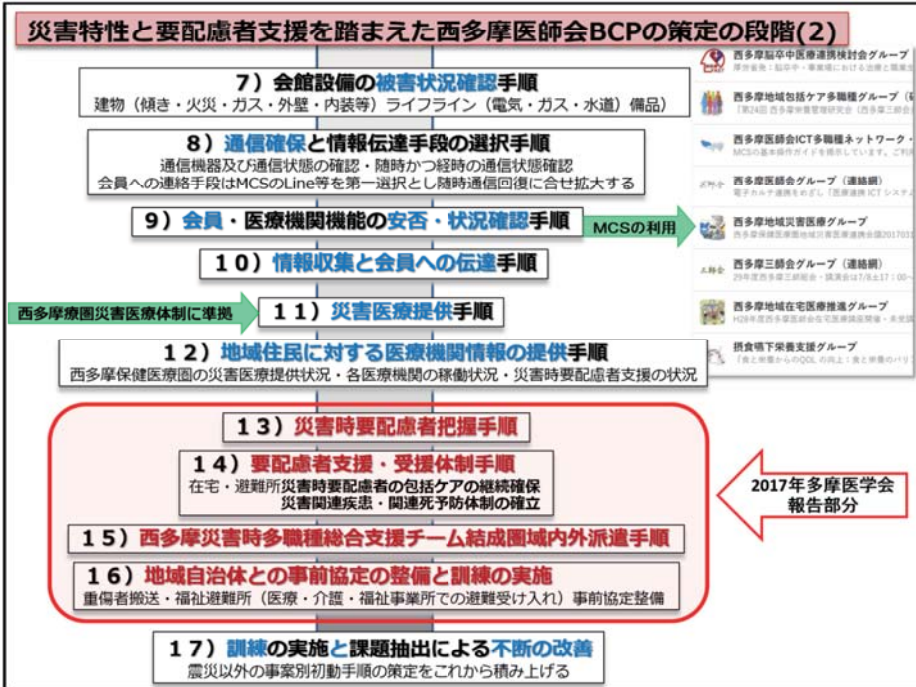 災害特性と要配慮者支援を踏まえた西多摩医師会BCPの策定の段階(2)
7）会館設備の被害状況確認手順
建物（傾き・火災・ガス・外壁・内装等）ライフライン（電気・ガス・水道）備品）
8）通信確保と情報伝達手段の選択手順
通信機器及び通信状態の確認・随時かつ経時の通信状態確認
会員への連絡手段はMCSのLine等を第一選択とし随時通信回復に合せ拡大する
9）会員・医療機関機能の安否・状況確認手順
MCSの利用
10）情報収集と会員への伝達手順
西多摩療圏災害医療体制に準拠
11）災害医療提供手順
12）地域住民に対する医療機関情報の提供手順
西多摩保健医療圏の災害医療提供状況・各医療機関の稼働状況・災害時要配慮者支援の状況
13）災害時要配慮者把握手順
14）要配慮者支援・受援体制手順
在宅・避難所災害時要配慮者の包括ケアの継続確保
災害関連疾患・関連死予防体制の確立
15）西多摩災害時多職種総合支援チーム結成圏域内外派遣手順
16）地域自治体との事前協定の整備と訓練の実施
重傷者搬送・福祉避難所（医療・介護・福祉事業所での避難受け入れ）事前協定整備
2017年多摩医学会
報告部分
17）訓練の実施と課題抽出による不断の改善
震災以外の事案別初動手順の策定をこれから積み上げる
西多摩脳卒中医療連携検討会グループ
西多摩地域包括ケア多職種グループ
西多摩医師会ICT多職種ネットワーク・
MCSの基本操作ガイドを掲示しています。ご利
西多摩医師会グループ（連絡網）
西多摩地域災害医療グループ
西多摩三師会グループ（連絡網）
西多摩地域在宅医療推進グループ
摂食嚥下栄養支援グループ